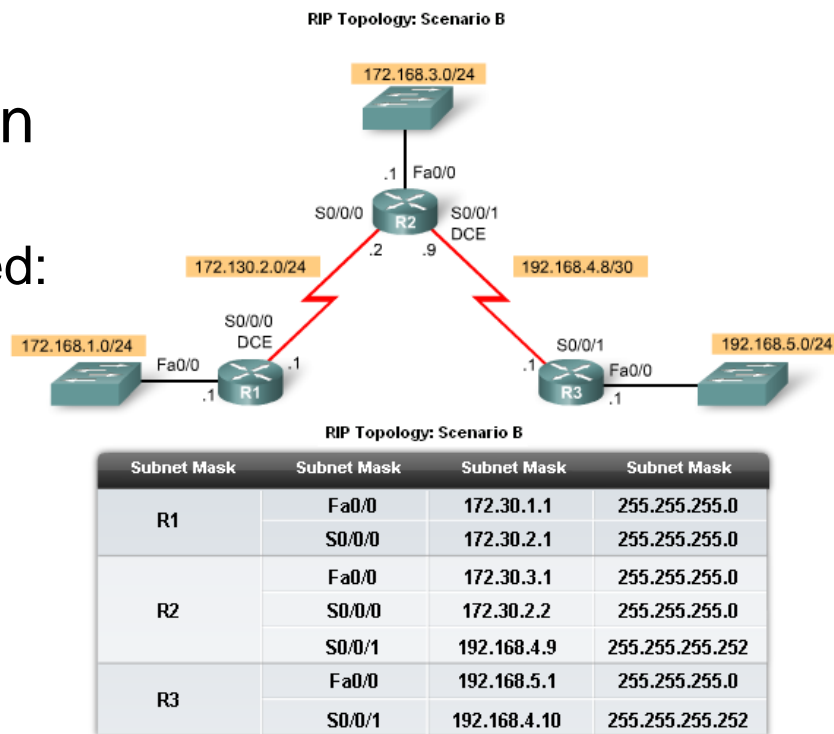 RIP Topology: Scenario B
172.168.3.0/24
n
.1 Fa0/0
S0/0/0 R2 S0/0/1
DCE
ed:
.2 .9
172.130.2.0/24 192.168.4.8/30
S0/0/0
DCE
S0/0/1
172.168.1.0/24 192.168.5.0/24
Fa0/0 .1 .1 Fa0/0
.1 R1 R3 .1
RIP Topology: Scenario B
Subnet Mask Subnet Mask Subnet Mask Subnet Mask
R1
Fa0/0 172.30.1.1 255.255.255.0
S0/0/0 172.30.2.1 255.255.255.0
R2
Fa0/0 172.30.3.1 255.255.255.0
S0/0/0 172.30.2.2 255.255.255.0
S0/0/1 192.168.4.9 255.255.255.252
R3
Fa0/0 192.168.5.1 255.255.255.0
S0/0/1 192.168.4.10 255.255.255.252